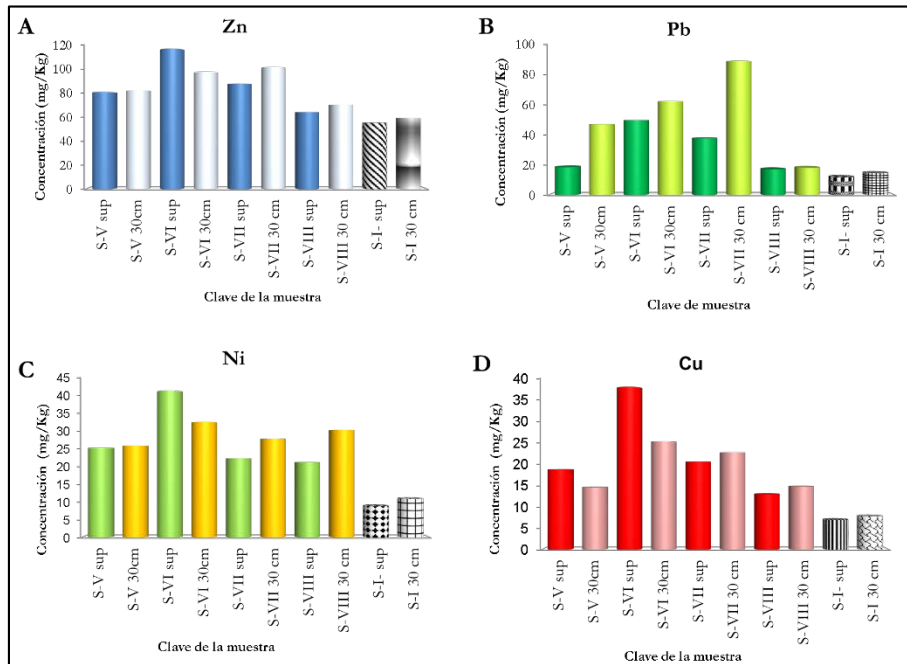 A
Zn
Concentración (mg/Kg)
120
100
80
60
40
20
0
S-V sup
S-V 30cm
S-VI sup
S-VI 30cm
S-VII sup
S-VII 30 cm
S-VIII sup
S-VIII 30 cm
S-I- sup
S-I 30 cm
Clave de la muestra
B
Pb
Concentración (mg/Kg)
100
80
60
40
20
0
S-V sup
S-V 30cm
S-VI sup
S-VI 30cm
S-VII sup
S-VII 30 cm
S-VIII sup
S-VIII 30 cm
S-I- sup
S-I 30 cm
Clave de muestra
C
Ni
Concentración (mg/Kg)
45
40
35
30
25
20
15
10
5
0
S-V sup
S-V 30cm
S-VI sup
S-VI 30cm
S-VII sup
S-VII 30 cm
S-VIII sup
S-VIII 30 cm
S-I- sup
S-I 30 cm
Clave de la muestra
D
Cu
Concentración (mg/Kg)
40
35
30
25
20
15
10
5
0
S-V sup
S-V 30cm
S-VI sup
S-VI 30cm
S-VII sup
S-VII 30 cm
S-VIII sup
S-VIII 30 cm
S-I- sup
S-I 30 cm
Clave de la muestra